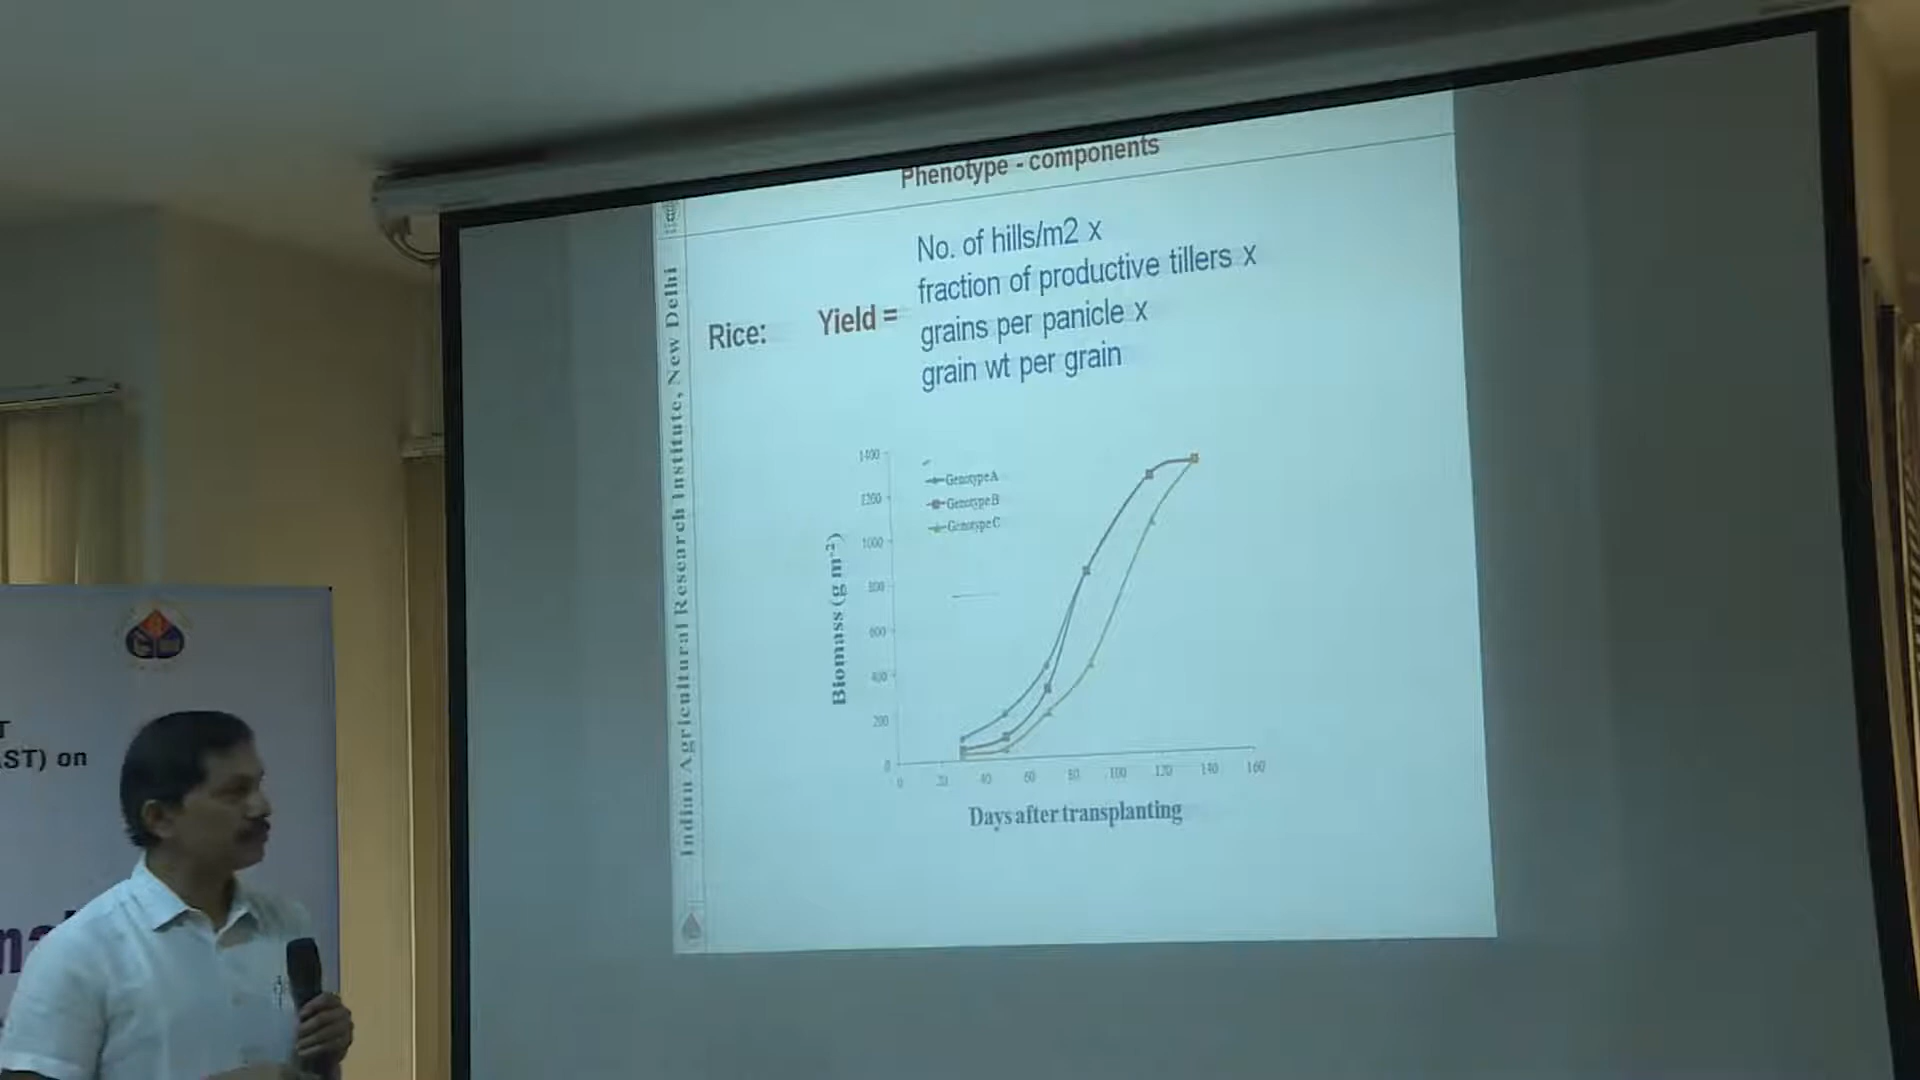 Phenotype - components
No. of hills/m2 x
fraction of productive tillers x
Rice: Yield =
grains per panicle x
grain wt per grain
Indian Agricultural Research Institute, New Delhi
1400
1200
1000
800
600
400
200
0
Genotype A
Genotype B
Genotype C
Biomass (g m-2)
0 20 40 60 80 100 120 140 160
Days after transplanting
T
AST) on